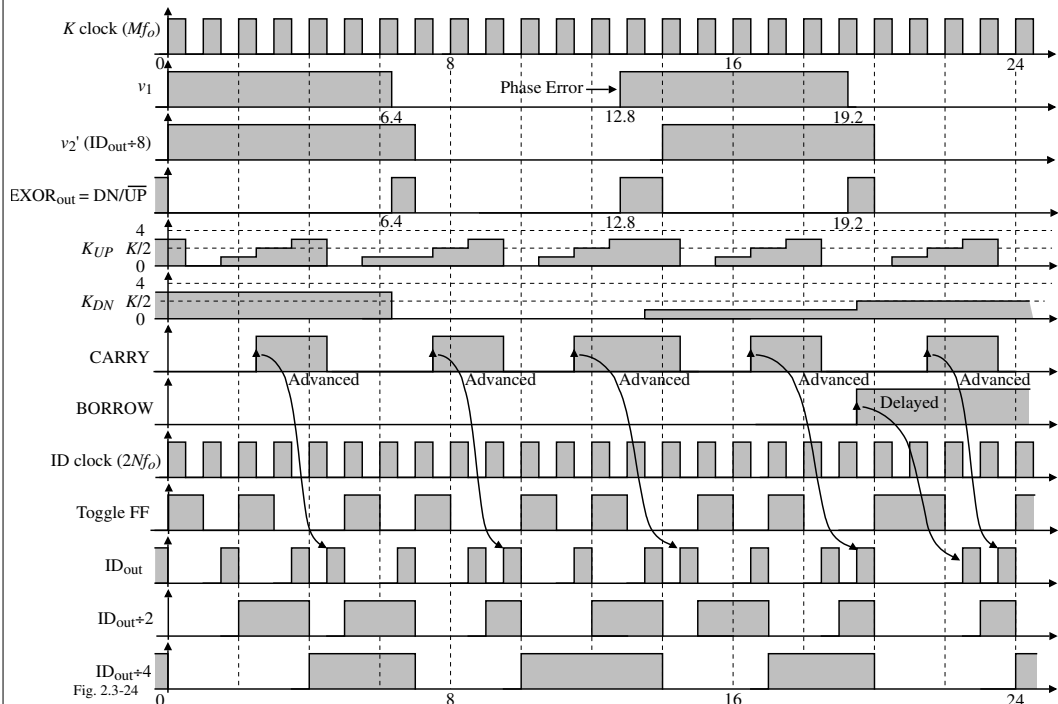 K clock (Mfo)
0 8 16 24
v1
Phase Error
6.4 12.8 19.2
v2' (IDout÷8)
EXORout = DN/UP
6.4 12.8 19.2
4
KUP K/2
0
4
KDN K/2
0
CARRY
Advanced Advanced Advanced Advanced Advanced
BORROW
Delayed
ID clock (2Nfo)
Toggle FF
IDout
IDout÷2
IDout÷4
Fig. 2.3-24
0 8 16 24